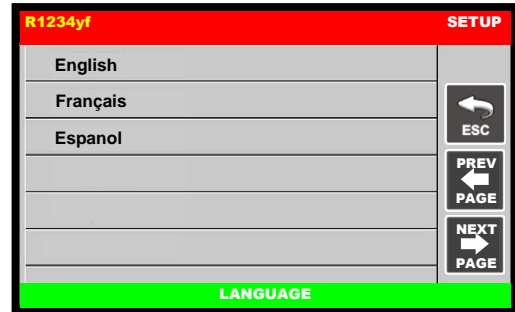 R1234yf SETUP
English
Français
Espanol
ESC
PREV
PAGE
NEXT
PAGE
LANGUAGE